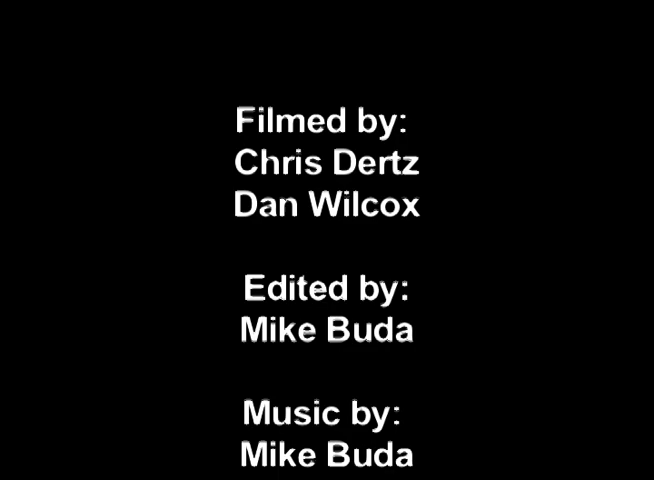 Filmed by:
Chris Dertz
Dan Wilcox
Edited by:
Mike Buda
Music by:
Mike Buda